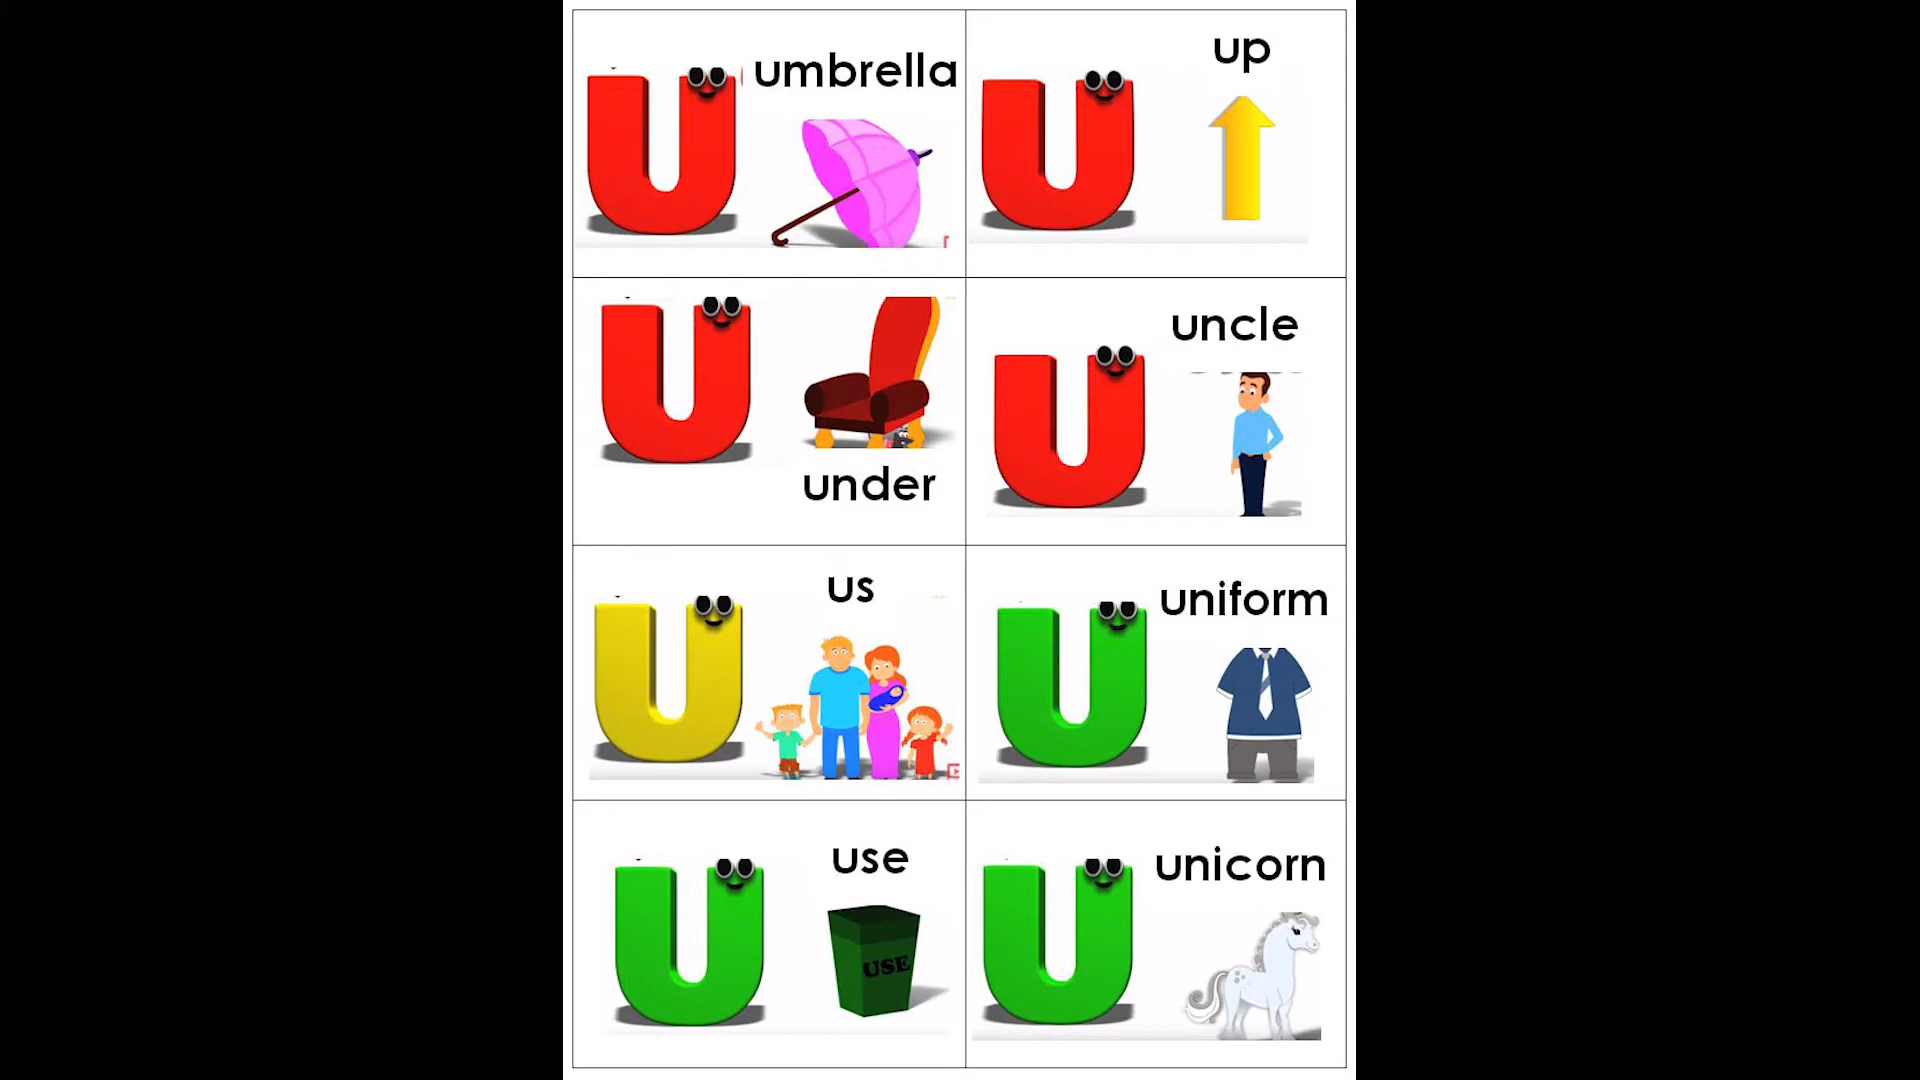 U umbrella
U up
U under
U uncle
U us
U uniform
U use
USE
U unicorn